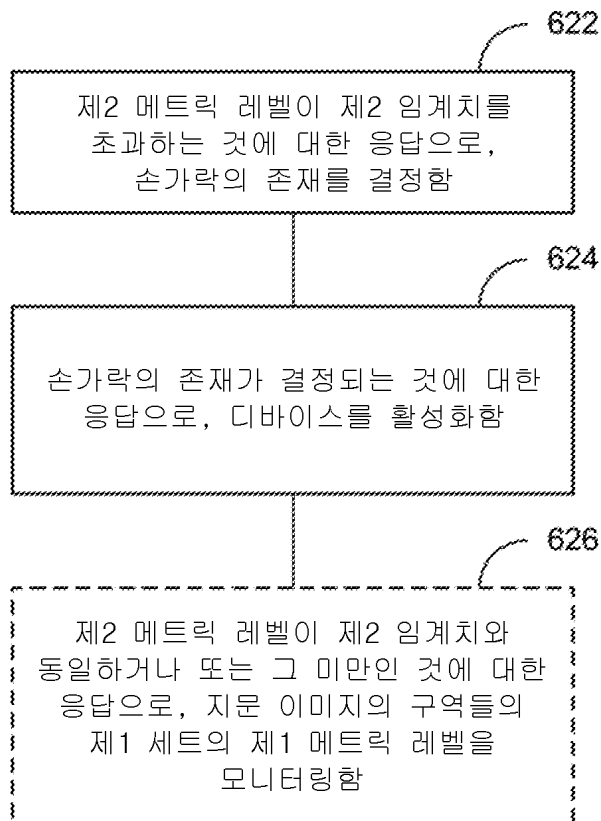 622
제2 메트릭 레벨이 제2 임계치를
초과하는 것에 대한 응답으로,
손가락의 존재를 결정함
624
손가락의 존재가 결정되는 것에 대한
응답으로, 디바이스를 활성화함
626
제2 메트릭 레벨이 제2 임계치와
동일하거나 또는 그 미만인 것에 대한
응답으로, 지문 이미지의 구역들의
제1 세트의 제1 메트릭 레벨을
모니터링함